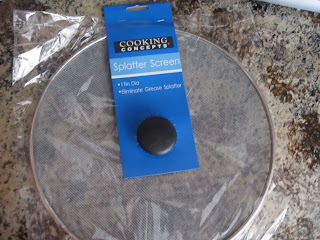 COOKING
CONCEPTS
Splatter Screen
•11in Dia
•Eliminate Grease Splatter